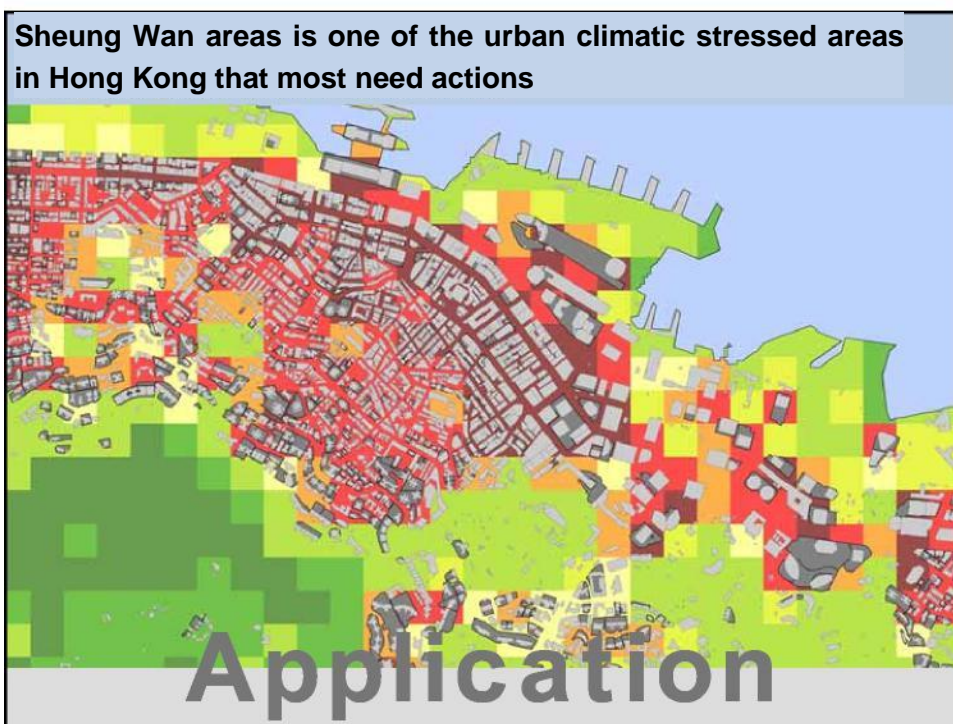 Sheung Wan areas is one of the urban climatic stressed areas
in Hong Kong that most need actions
Application